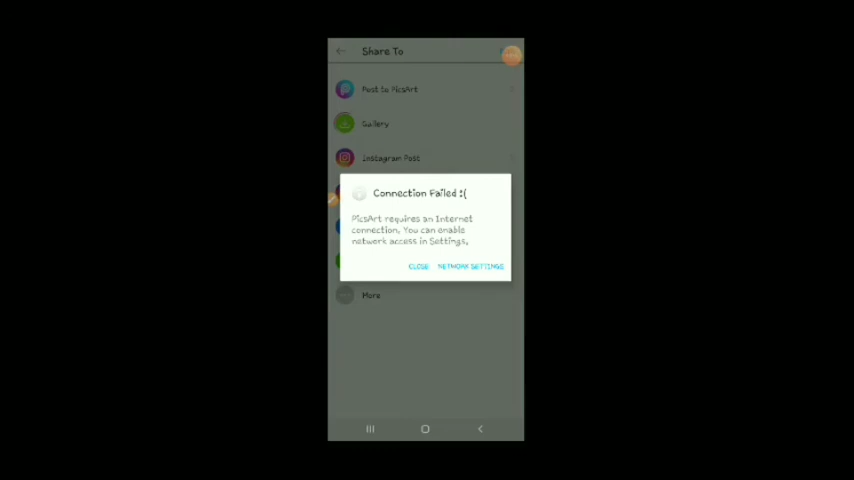 Share To
Post to PicsArt
Gallery
Instagram Post
Connection Failed :(
PicsArt requires an Internet
connection. You can enable
network access in Settings.
CLOSE NETWORK SETTINGS
More